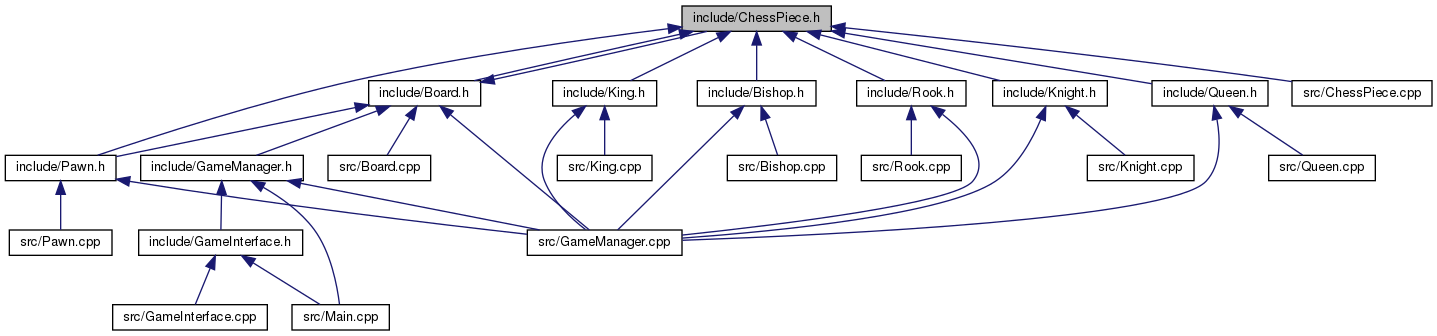 include/ChessPiece.h
include/Board.h
include/King.h
include/Bishop.h
include/Rook.h
include/Knight.h
include/Queen.h
src/ChessPiece.cpp
include/Pawn.h
include/GameManager.h
src/Board.cpp
src/King.cpp
src/Bishop.cpp
src/Rook.cpp
src/Knight.cpp
src/Queen.cpp
src/Pawn.cpp
include/GameInterface.h
src/GameManager.cpp
src/GameInterface.cpp
src/Main.cpp